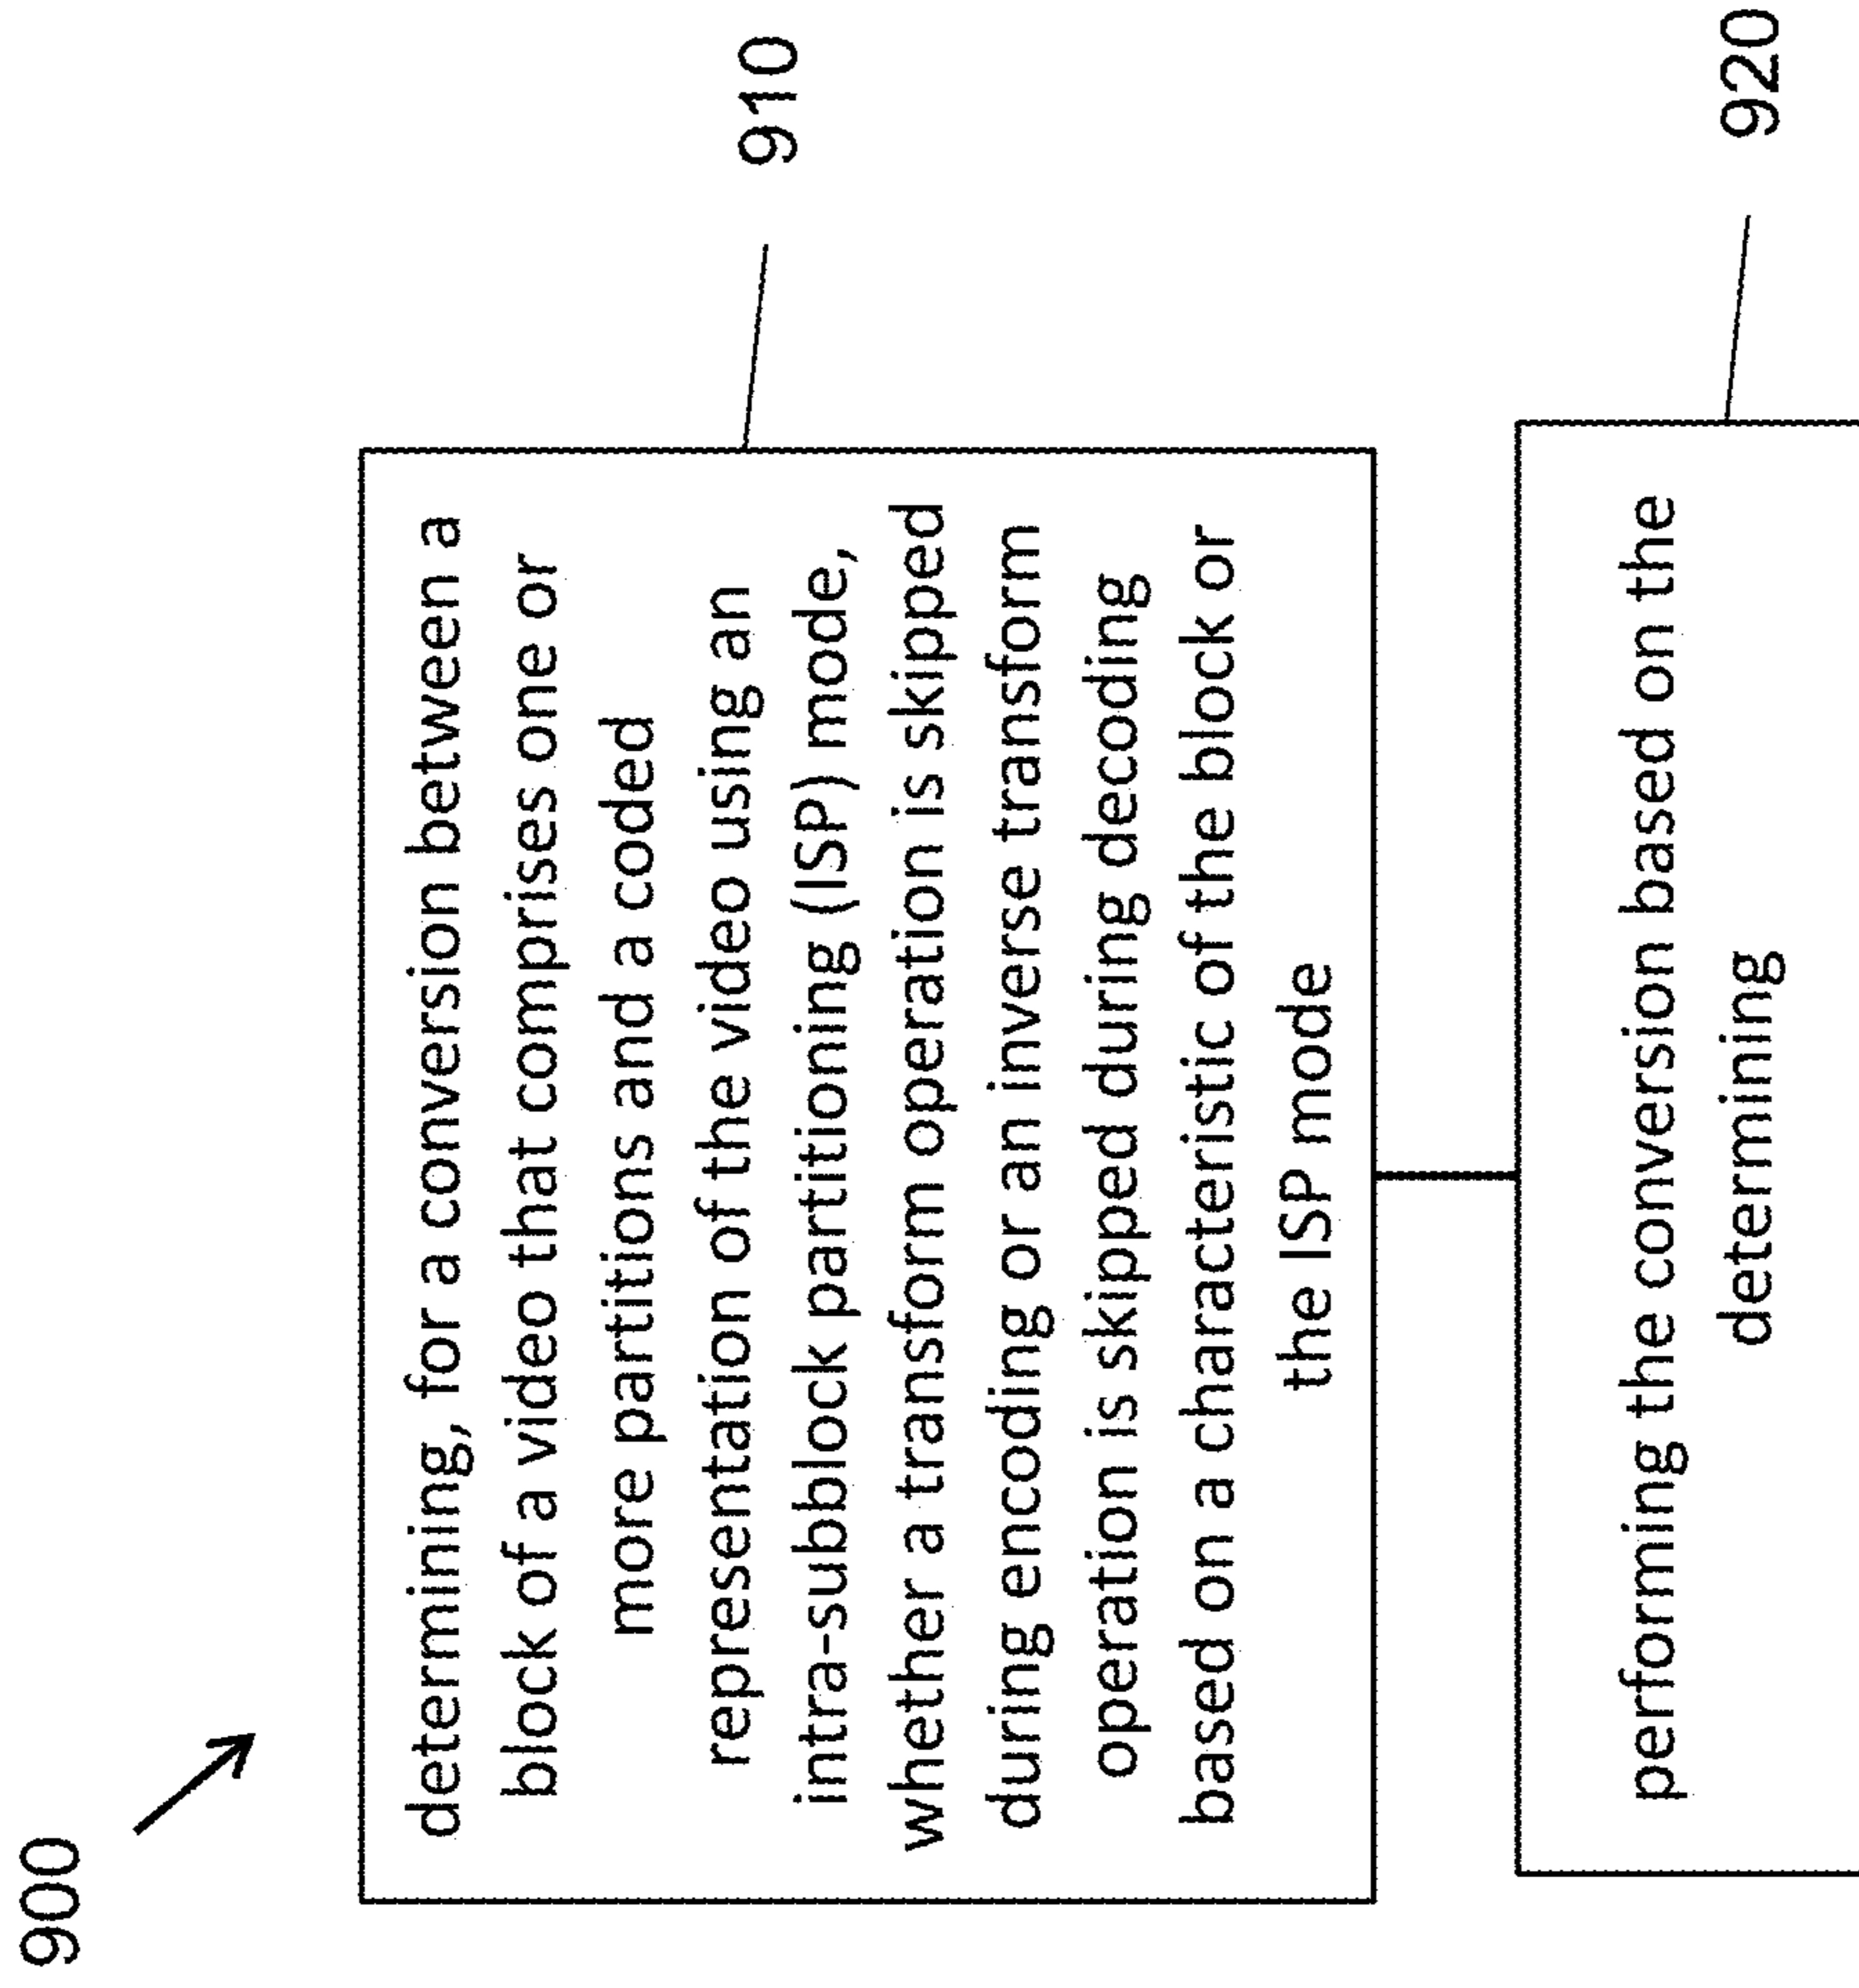 900
determining, for a conversion between a
block of a video that comprises one or
more partitions and a coded
representation of the video using an
intra-subblock partitioning (ISP) mode,
whether a transform operation is skipped
during encoding or an inverse transform
operation is skipped during decoding
based on a characteristic of the block or
the ISP mode
910
performing the conversion based on the
determining
920